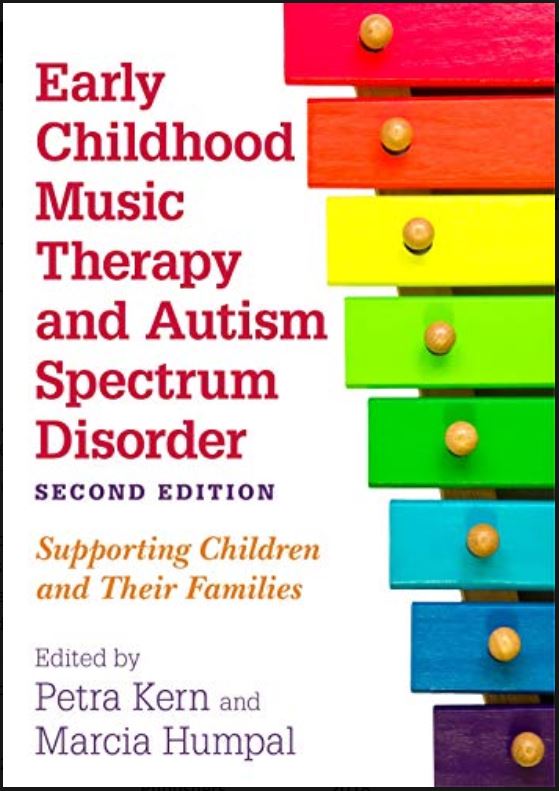 Early
Childhood
Music
Therapy
and Autism
Spectrum
Disorder
SECOND EDITION
Supporting Children
and Their Families
Edited by
Petra Kern and
Marcia Humpal